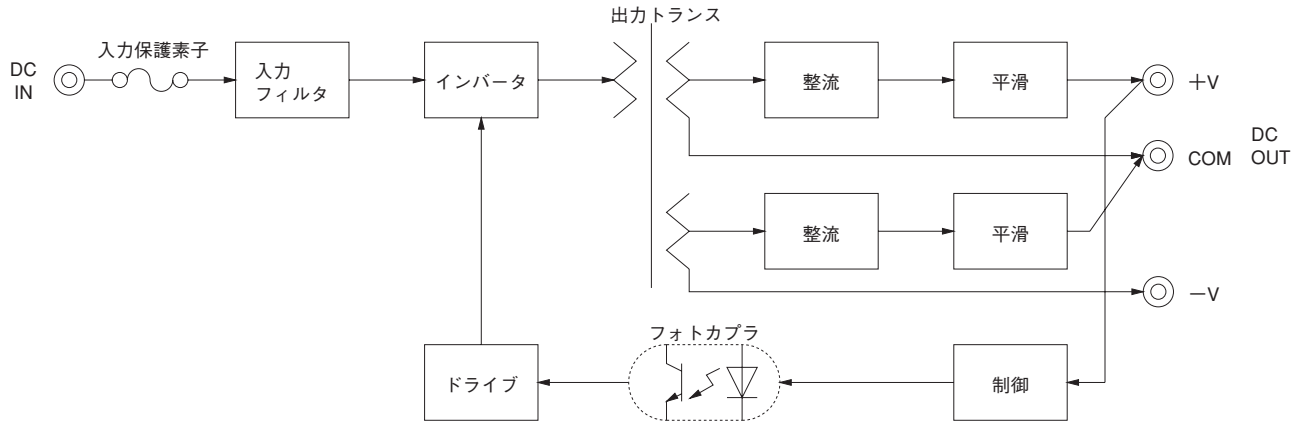 出力トランス
入力保護素子
DC
IN
入力
フィルタ
インバータ
整流
平滑
＋V
COM
DC
OUT
整流
平滑
－V
フォトカプラ
ドライブ
制御